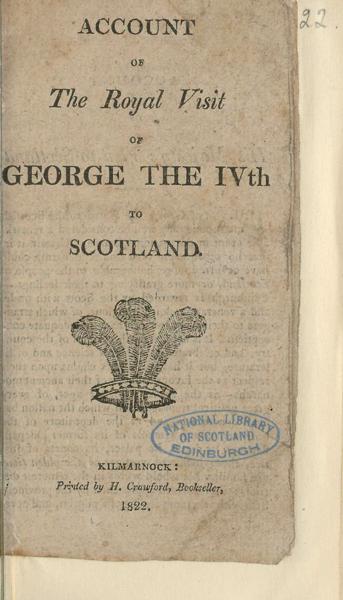 22.
ACCOUNT
OF
The Royal Visit
OF
GEORGE THE IVth
TO
SCOTLAND.
NATIONAL LIBRARY
OF SCOTLAND
EDINBURGH
KILMARNOCK:
Printed by H. Crawford, Bookseller,
1822.